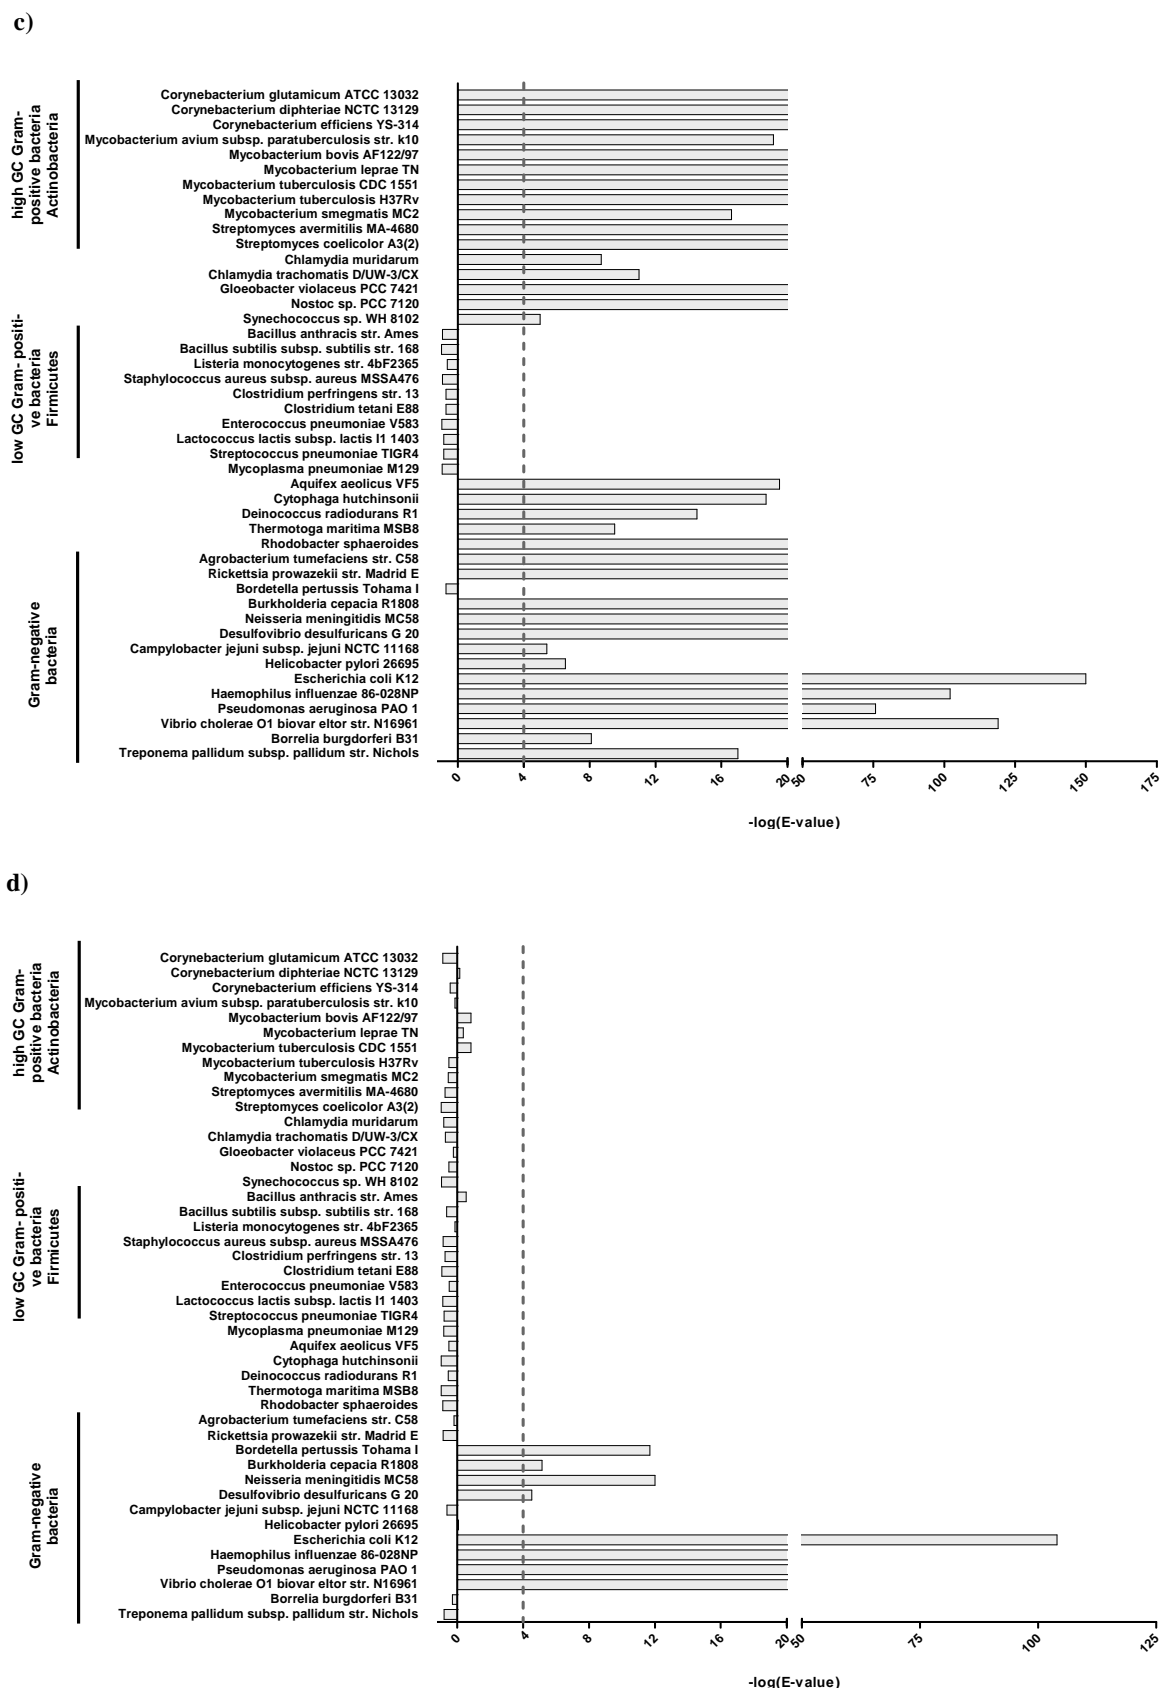 c)
high GC Gram-
positive bacteria
Actinobacteria
Corynebacterium glutamicum ATCC 13032
Corynebacterium diphteriae NCTC 13129
Corynebacterium efficiens YS-314
Mycobacterium avium subsp. paratuberculosis str. k10
Mycobacterium bovis AF122/97
Mycobacterium leprae TN
Mycobacterium tuberculosis CDC 1551
Mycobacterium tuberculosis H37Rv
Mycobacterium smegmatis MC2
Streptomyces avermitilis MA-4680
Streptomyces coelicolor A3(2)
Chlamydia muridarum
Chlamydia trachomatis D/UW-3/CX
Gloeobacter violaceus PCC 7421
Nostoc sp. PCC 7120
Synechococcus sp. WH 8102
low GC Gram- positi-
ve bacteria
Firmicutes
Bacillus anthracis str. Ames
Bacillus subtilis subsp. subtilis str. 168
Listeria monocytogenes str. 4bF2365
Staphylococcus aureus subsp. aureus MSSA476
Clostridium perfringens str. 13
Clostridium tetani E88
Enterococcus pneumoniae V583
Lactococcus lactis subsp. lactis I1 1403
Streptococcus pneumoniae TIGR4
Mycoplasma pneumoniae M129
Aquifex aeolicus VF5
Cytophaga hutchinsonii
Deinococcus radiodurans R1
Thermotoga maritima MSB8
Rhodobacter sphaeroides
Gram-negative
bacteria
Agrobacterium tumefaciens str. C58
Rickettsia prowazekii str. Madrid E
Bordetella pertussis Tohama I
Burkholderia cepacia R1808
Neisseria meningitidis MC58
Desulfovibrio desulfuricans G 20
Campylobacter jejuni subsp. jejuni NCTC 11168
Helicobacter pylori 26695
Escherichia coli K12
Haemophilus influenzae 86-028NP
Pseudomonas aeruginosa PAO 1
Vibrio cholerae O1 biovar eltor str. N16961
Borrelia burgdorferi B31
Treponema pallidum subsp. pallidum str. Nichols
0 4 8 12 16 20 50 75 100 125 150 175
-log(E-value)
d)
high GC Gram-
positive bacteria
Actinobacteria
Corynebacterium glutamicum ATCC 13032
Corynebacterium diphteriae NCTC 13129
Corynebacterium efficiens YS-314
Mycobacterium avium subsp. paratuberculosis str. k10
Mycobacterium bovis AF122/97
Mycobacterium leprae TN
Mycobacterium tuberculosis CDC 1551
Mycobacterium tuberculosis H37Rv
Mycobacterium smegmatis MC2
Streptomyces avermitilis MA-4680
Streptomyces coelicolor A3(2)
Chlamydia muridarum
Chlamydia trachomatis D/UW-3/CX
Gloeobacter violaceus PCC 7421
Nostoc sp. PCC 7120
Synechococcus sp. WH 8102
low GC Gram- positi-
ve bacteria
Firmicutes
Bacillus anthracis str. Ames
Bacillus subtilis subsp. subtilis str. 168
Listeria monocytogenes str. 4bF2365
Staphylococcus aureus subsp. aureus MSSA476
Clostridium perfringens str. 13
Clostridium tetani E88
Enterococcus pneumoniae V583
Lactococcus lactis subsp. lactis I1 1403
Streptococcus pneumoniae TIGR4
Mycoplasma pneumoniae M129
Aquifex aeolicus VF5
Cytophaga hutchinsonii
Deinococcus radiodurans R1
Thermotoga maritima MSB8
Rhodobacter sphaeroides
Gram-negative
bacteria
Agrobacterium tumefaciens str. C58
Rickettsia prowazekii str. Madrid E
Bordetella pertussis Tohama I
Burkholderia cepacia R1808
Neisseria meningitidis MC58
Desulfovibrio desulfuricans G 20
Campylobacter jejuni subsp. jejuni NCTC 11168
Helicobacter pylori 26695
Escherichia coli K12
Haemophilus influenzae 86-028NP
Pseudomonas aeruginosa PAO 1
Vibrio cholerae O1 biovar eltor str. N16961
Borrelia burgdorferi B31
Treponema pallidum subsp. pallidum str. Nichols
0 4 8 12 16 20 50 75 100 125
-log(E-value)